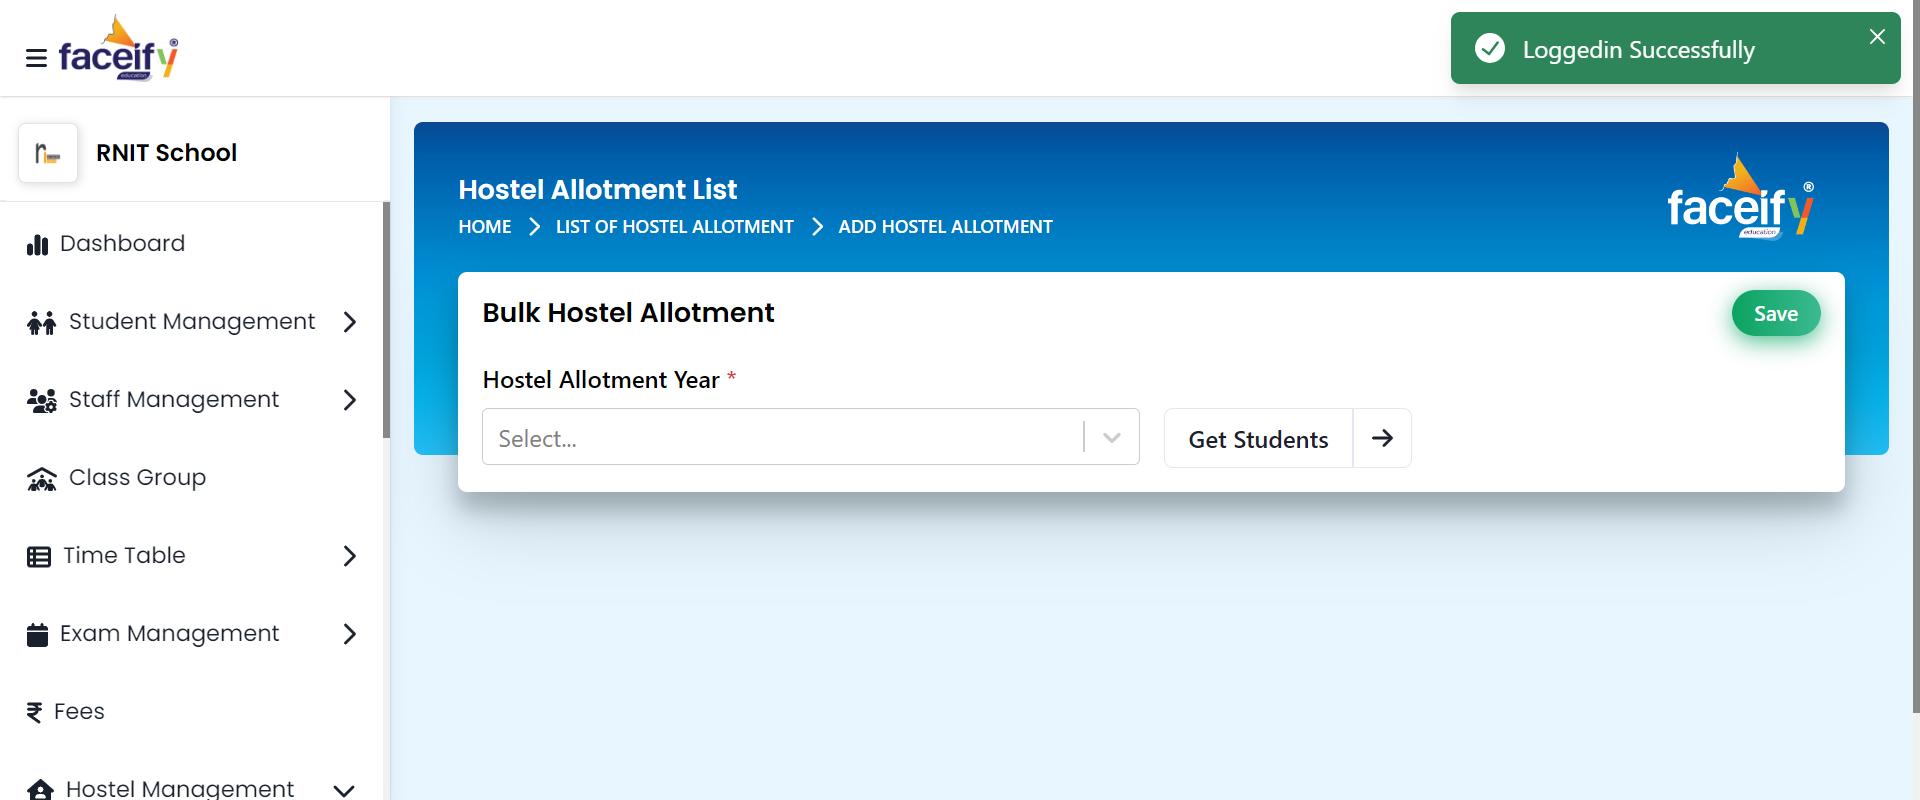 faceify®
education
Loggedin Successfully
RNIT School
Dashboard
Student Management
Staff Management
Class Group
Time Table
Exam Management
₹ Fees
Hostel Management
Hostel Allotment List
HOME > LIST OF HOSTEL ALLOTMENT > ADD HOSTEL ALLOTMENT
faceify®
education
Bulk Hostel Allotment
Save
Hostel Allotment Year *
Select...
Get Students